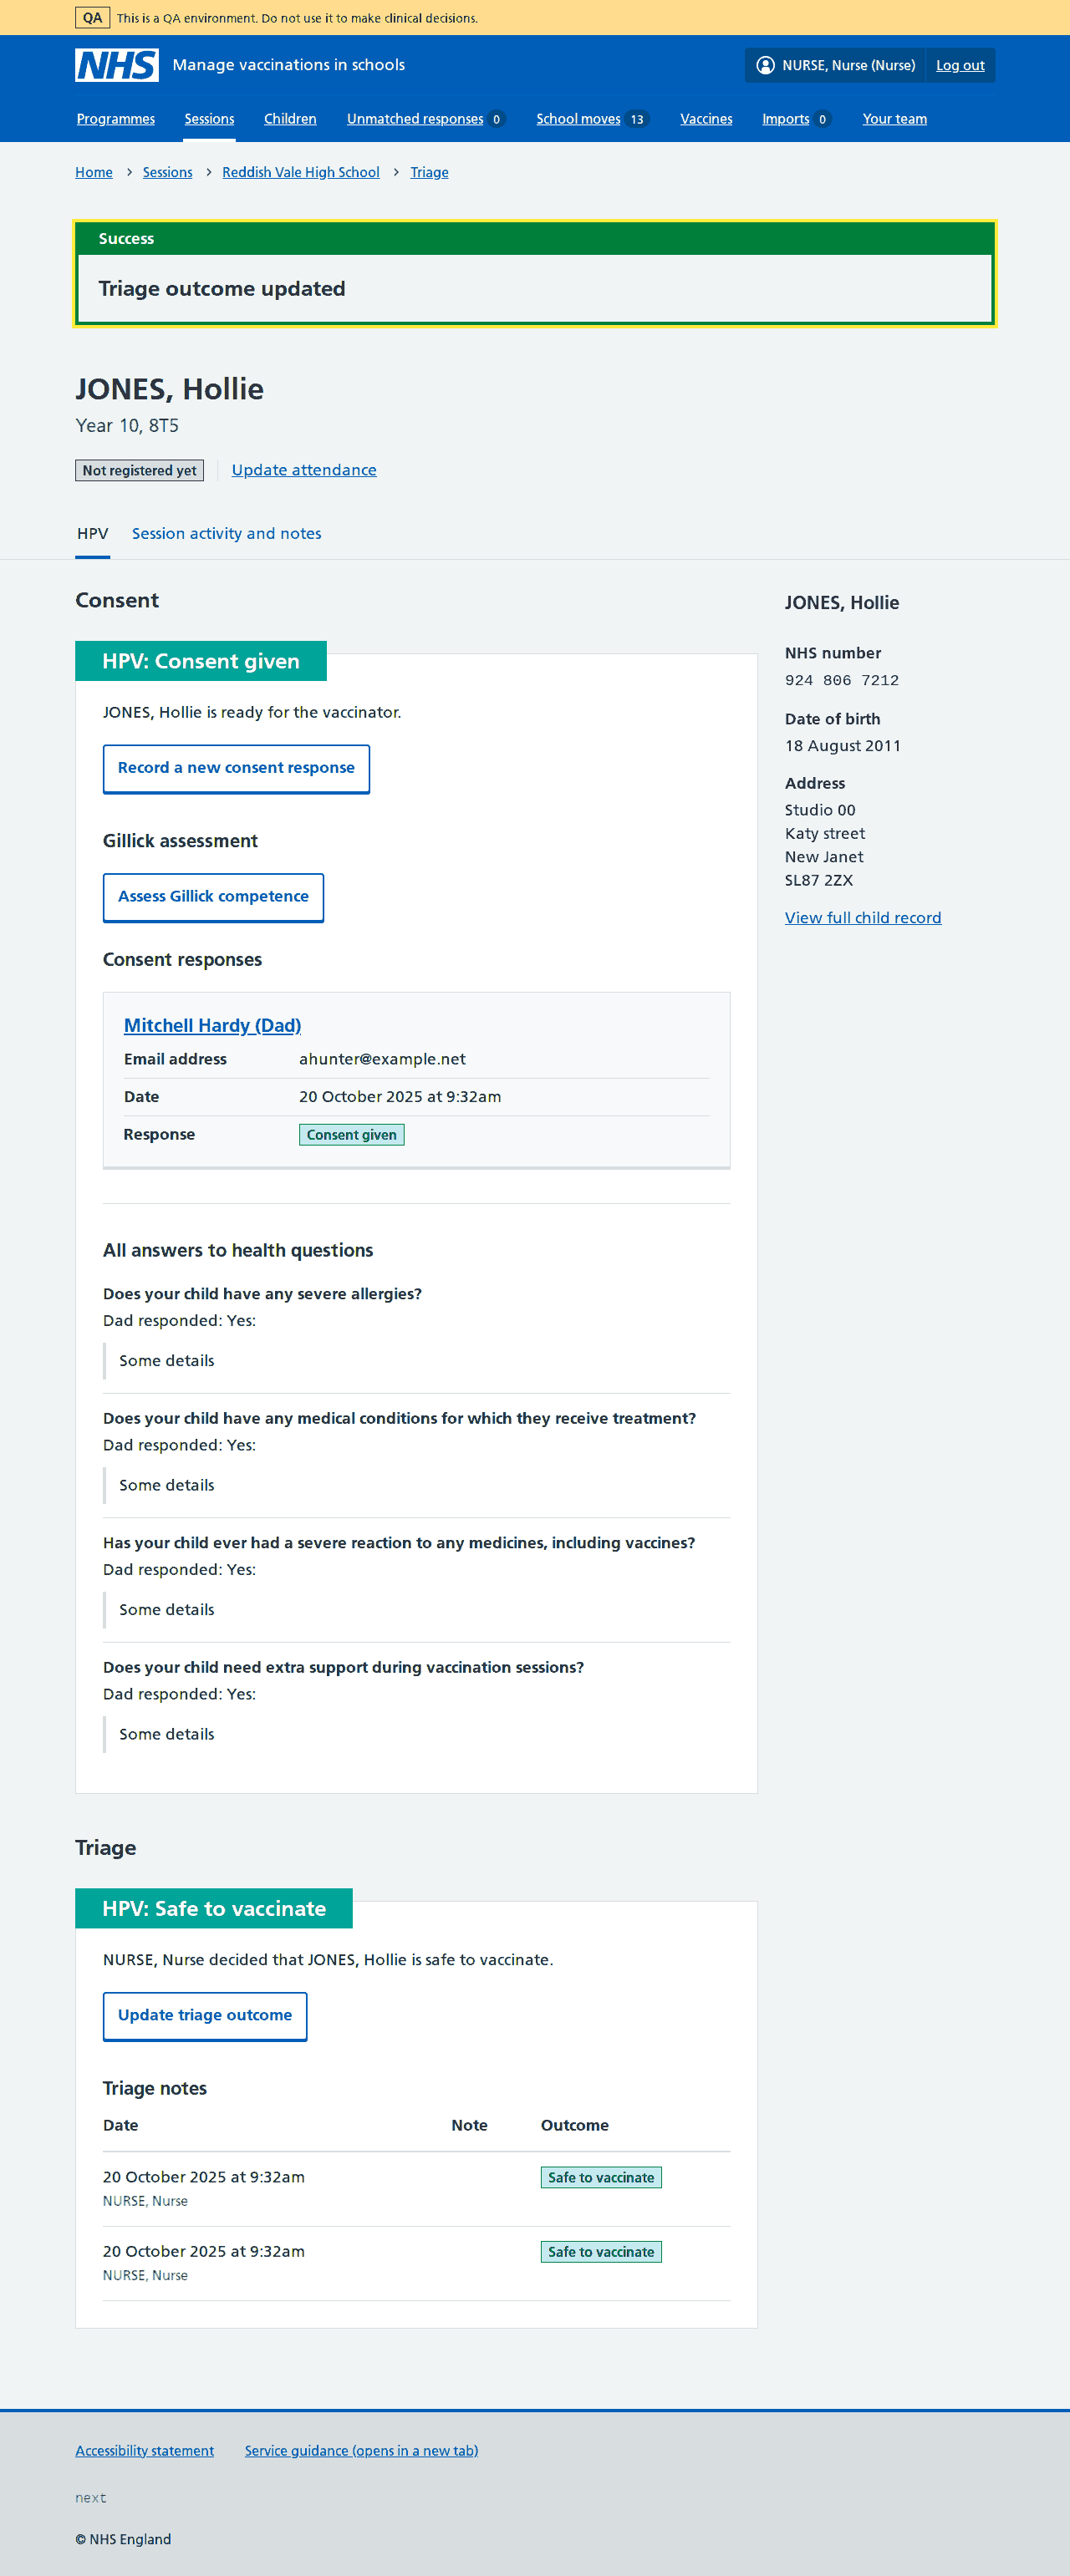 QA This is a QA environment. Do not use it to make clinical decisions.
NHS Manage vaccinations in schools NURSE, Nurse (Nurse) Log out
Programmes Sessions Children Unmatched responses 0 School moves 13 Vaccines Imports 0 Your team
Home > Sessions > Reddish Vale High School > Triage
Success
Triage outcome updated
JONES, Hollie
Year 10, 8T5
Not registered yet Update attendance
HPV Session activity and notes
Consent
HPV: Consent given
JONES, Hollie is ready for the vaccinator.
Record a new consent response
Gillick assessment
Assess Gillick competence
Consent responses
Mitchell Hardy (Dad)
Email address ahunter@example.net
Date 20 October 2025 at 9:32am
Response Consent given
All answers to health questions
Does your child have any severe allergies?
Dad responded: Yes:
Some details
Does your child have any medical conditions for which they receive treatment?
Dad responded: Yes:
Some details
Has your child ever had a severe reaction to any medicines, including vaccines?
Dad responded: Yes:
Some details
Does your child need extra support during vaccination sessions?
Dad responded: Yes:
Some details
JONES, Hollie
NHS number
924 806 7212
Date of birth
18 August 2011
Address
Studio 00
Katy street
New Janet
SL87 2ZX
View full child record
Triage
HPV: Safe to vaccinate
NURSE, Nurse decided that JONES, Hollie is safe to vaccinate.
Update triage outcome
Triage notes
Date Note Outcome
20 October 2025 at 9:32am Safe to vaccinate
NURSE, Nurse
20 October 2025 at 9:32am Safe to vaccinate
NURSE, Nurse
Accessibility statement Service guidance (opens in a new tab)
next
© NHS England